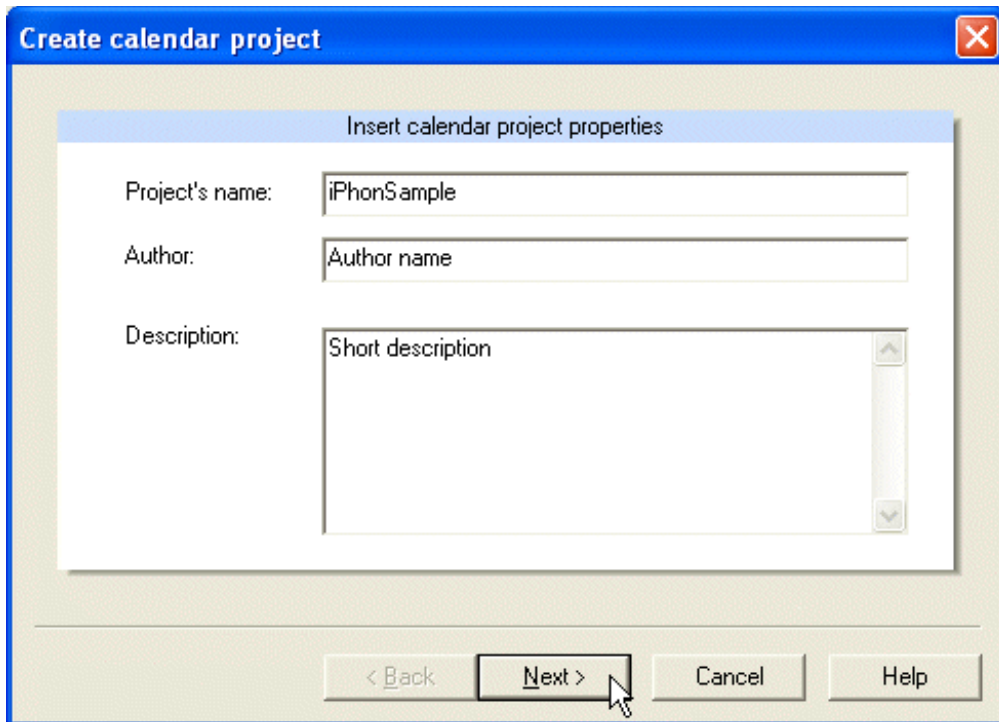 Create calendar project
Insert calendar project properties
Project's name: iPhonSample
Author: Author name
Description: Short description
< Back Next > Cancel Help